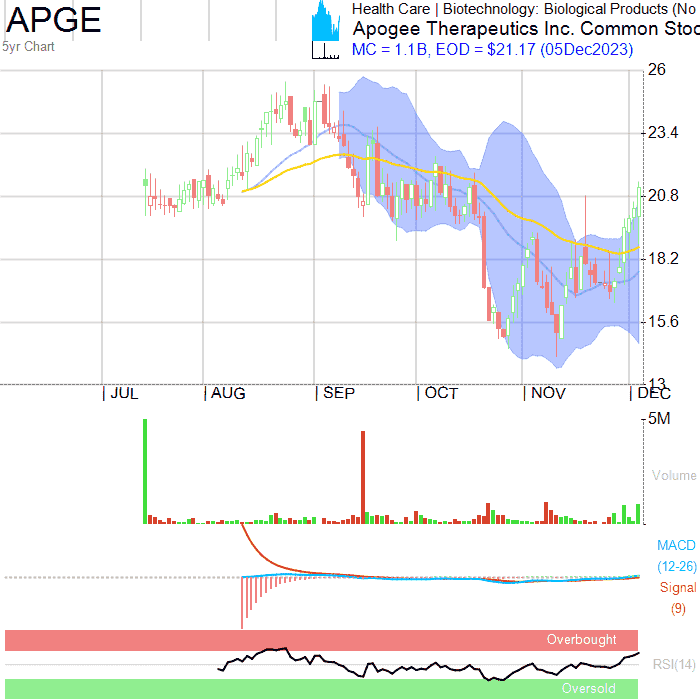 APGE
5yr Chart
Health Care | Biotechnology: Biological Products (No
Apogee Therapeutics Inc. Common Stoc
MC = 1.1B, EOD = $21.17 (05Dec2023)
26
23.4
20.8
18.2
15.6
13
JUL AUG SEP OCT NOV DEC
5M
Volume
MACD
(12-26)
Signal
(9)
Overbought
RSI(14)
Oversold